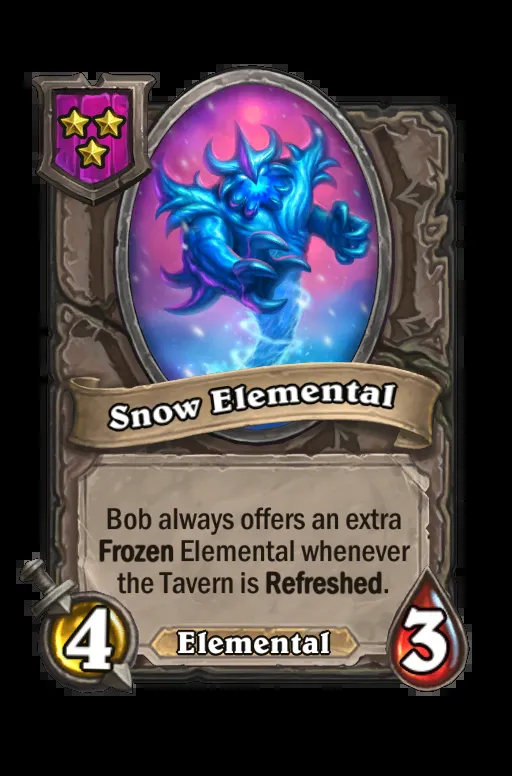 Snow Elemental
Bob always offers an extra
Frozen Elemental whenever
the Tavern is Refreshed.
4
Elemental
3